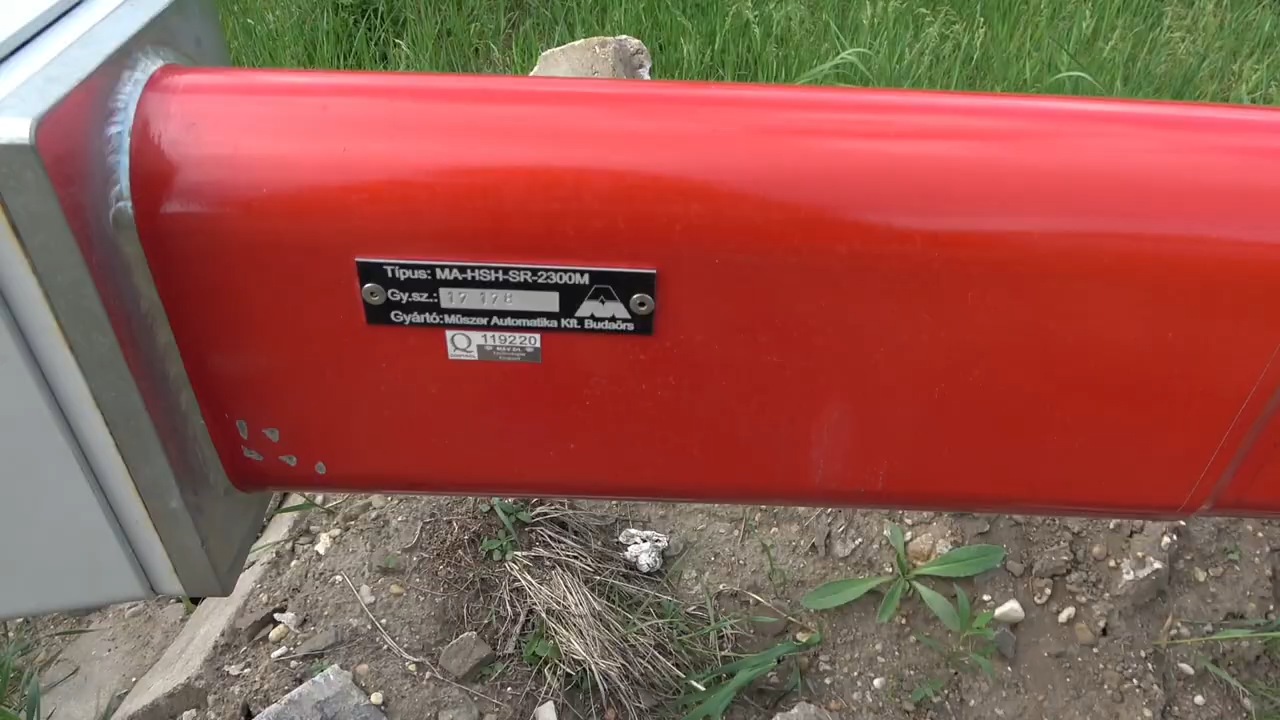 Típus: MA-HSH-SR-2300M
Gy.sz.: 17 178
Gyártó: Műszer Automatika Kft. Budaörs
119220